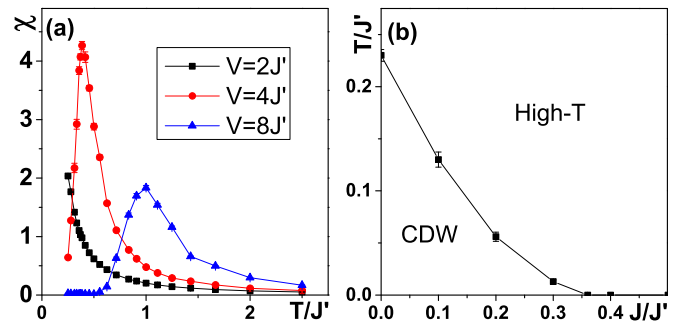 χ
(a)
4
3
2
1
0
0
1
2
T/J'
V=2J'
V=4J'
V=8J'
T/J'
(b)
0.2
0.1
0.0
0.0
0.1
0.2
0.3
0.4
J/J'
High-T
CDW